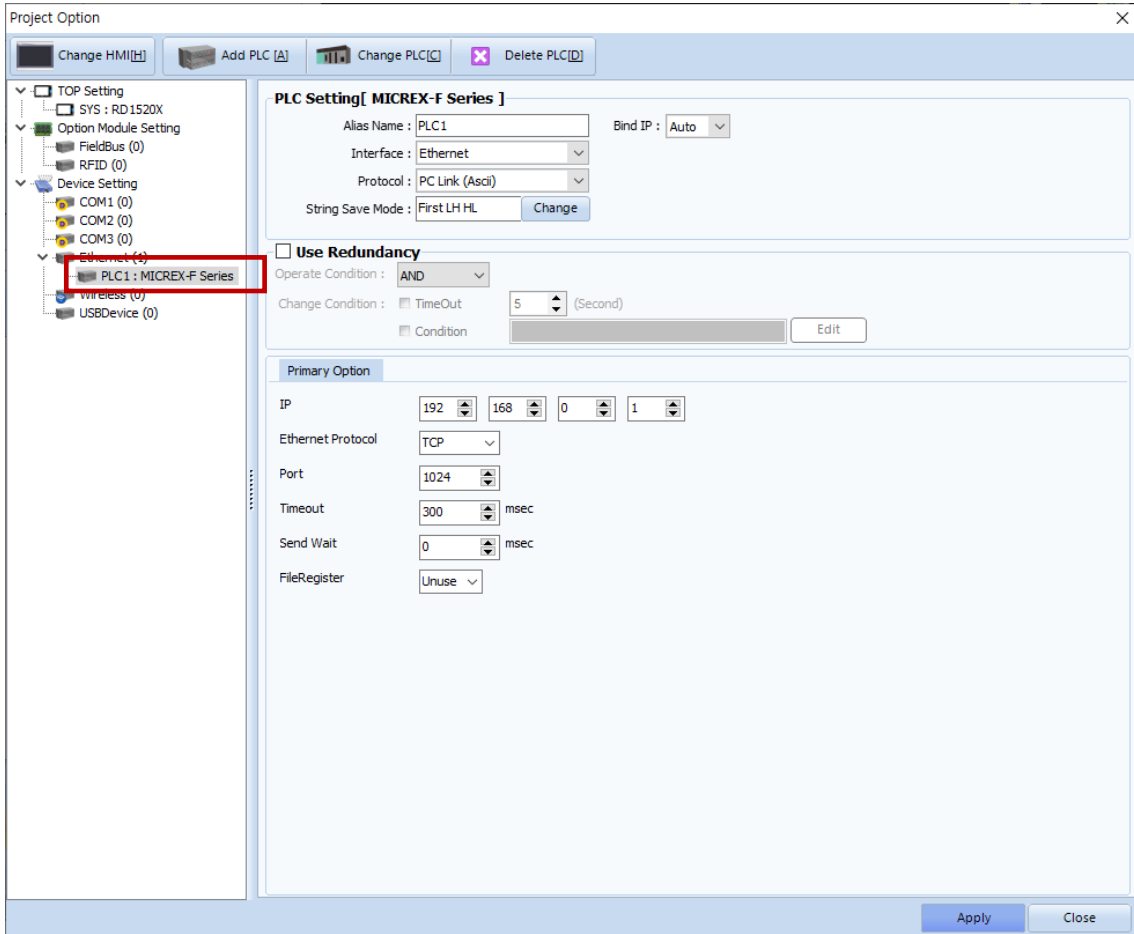 Project Option
Change HMI[H]
Add PLC [A]
Change PLC[C]
Delete PLC[D]
TOP Setting
SYS : RD1520X
Option Module Setting
FieldBus (0)
RFID (0)
Device Setting
COM1 (0)
COM2 (0)
COM3 (0)
Ethernet (1)
PLC1 : MICREX-F Series
Wireless (0)
USBDevice (0)
PLC Setting[ MICREX-F Series ]
Alias Name : PLC1
Bind IP : Auto
Interface : Ethernet
Protocol : PC Link (Ascii)
String Save Mode : First LH HL
Change
Use Redundancy
Operate Condition : AND
Change Condition : TimeOut 5 (Second)
Condition
Edit
Primary Option
IP 192 168 0 1
Ethernet Protocol TCP
Port 1024
Timeout 300 msec
Send Wait 0 msec
FileRegister Unuse
Apply
Close